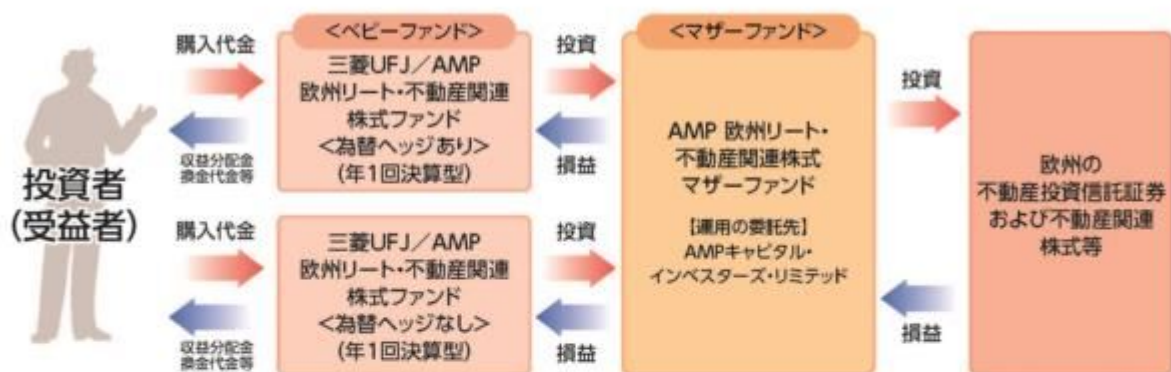 投資者
(受益者)
購入代金
収益分配金
換金代金等
<ベビーファンド>
三菱UFJ/AMP
欧州リート・不動産関連
株式ファンド
<為替ヘッジあり>
(年1回決算型)
投資
損益
購入代金
収益分配金
換金代金等
三菱UFJ/AMP
欧州リート・不動産関連
株式ファンド
<為替ヘッジなし>
(年1回決算型)
投資
損益
<マザーファンド>
AMP 欧州リート・
不動産関連株式
マザーファンド
【運用の委託先】
AMPキャピタル・
インベスターズ・リミテッド
投資
損益
欧州の
不動産投資信託証券
および不動産関連
株式等